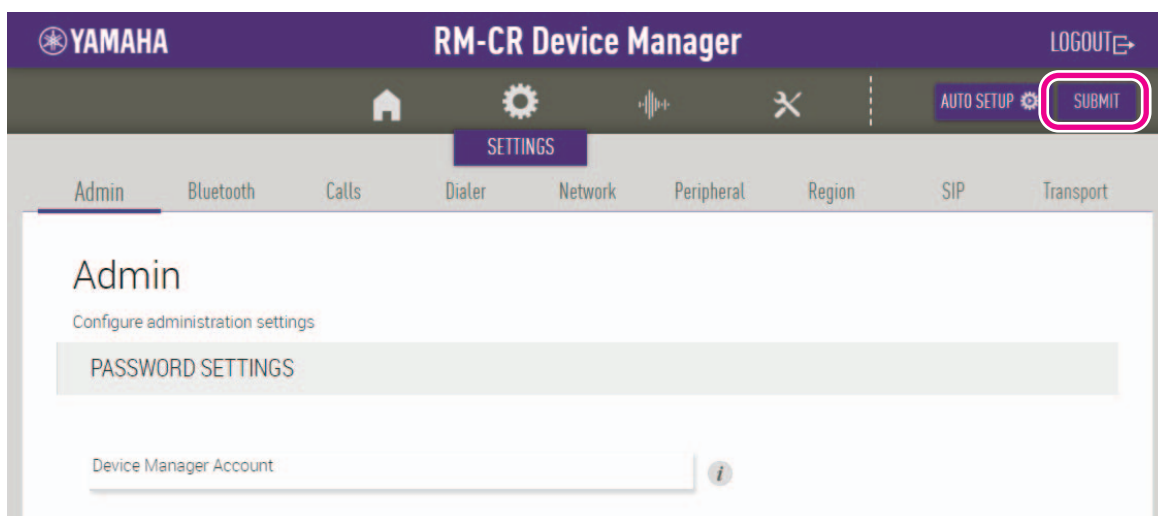 YAMAHA RM-CR Device Manager LOGOUT
AUTO SETUP SUBMIT
SETTINGS
Admin Bluetooth Calls Dialer Network Peripheral Region SIP Transport
Admin
Configure administration settings
PASSWORD SETTINGS
Device Manager Account i